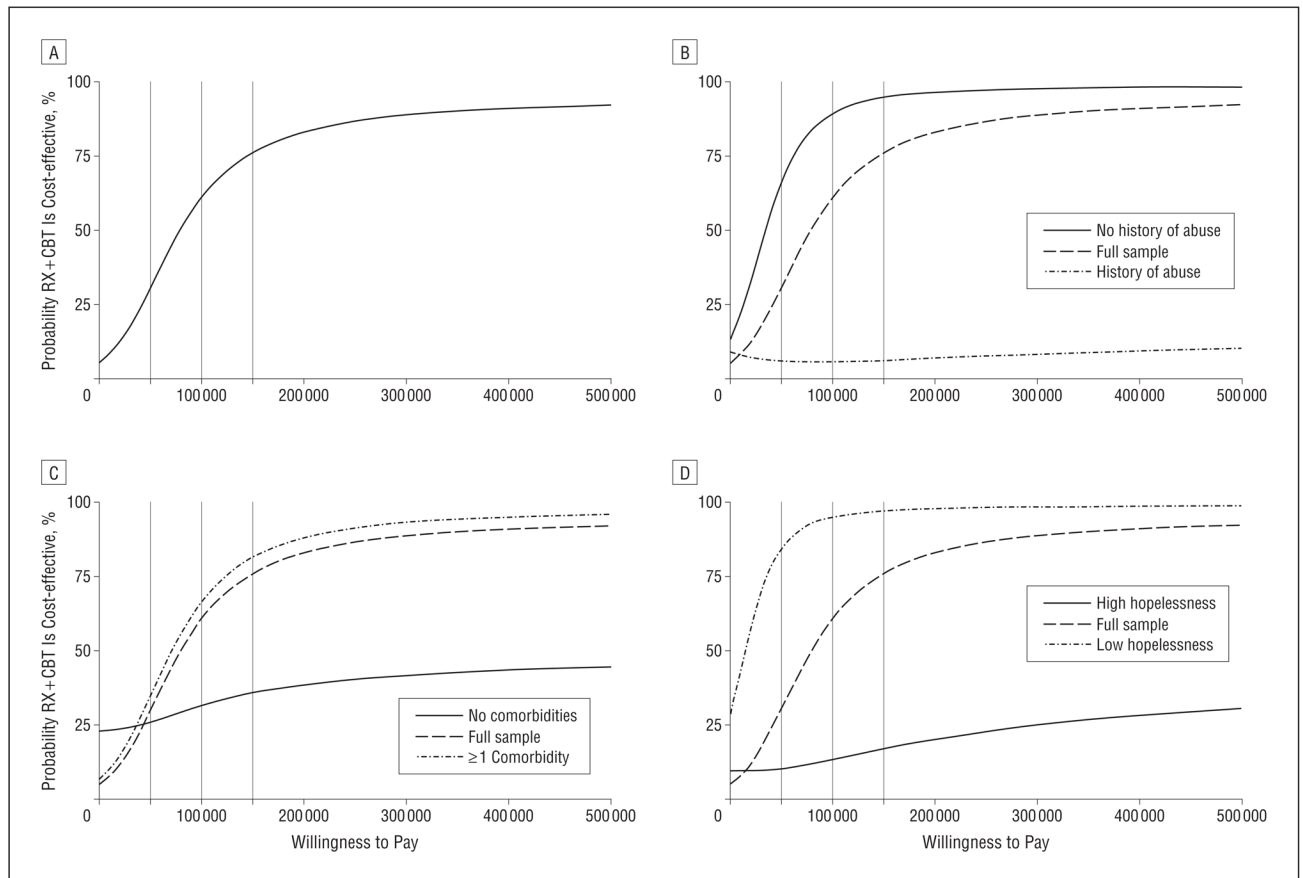 A
Probability RX+CBT Is Cost-effective, %
100
75
50
25
0
100 000
200 000
300 000
400 000
500 000
B
100
75
50
25
No history of abuse
Full sample
History of abuse
0
100 000
200 000
300 000
400 000
500 000
C
Probability RX+CBT Is Cost-effective, %
100
75
50
25
No comorbidities
Full sample
≥1 Comorbidity
0
100 000
200 000
300 000
400 000
500 000
Willingness to Pay
D
100
75
50
25
High hopelessness
Full sample
Low hopelessness
0
100 000
200 000
300 000
400 000
500 000
Willingness to Pay